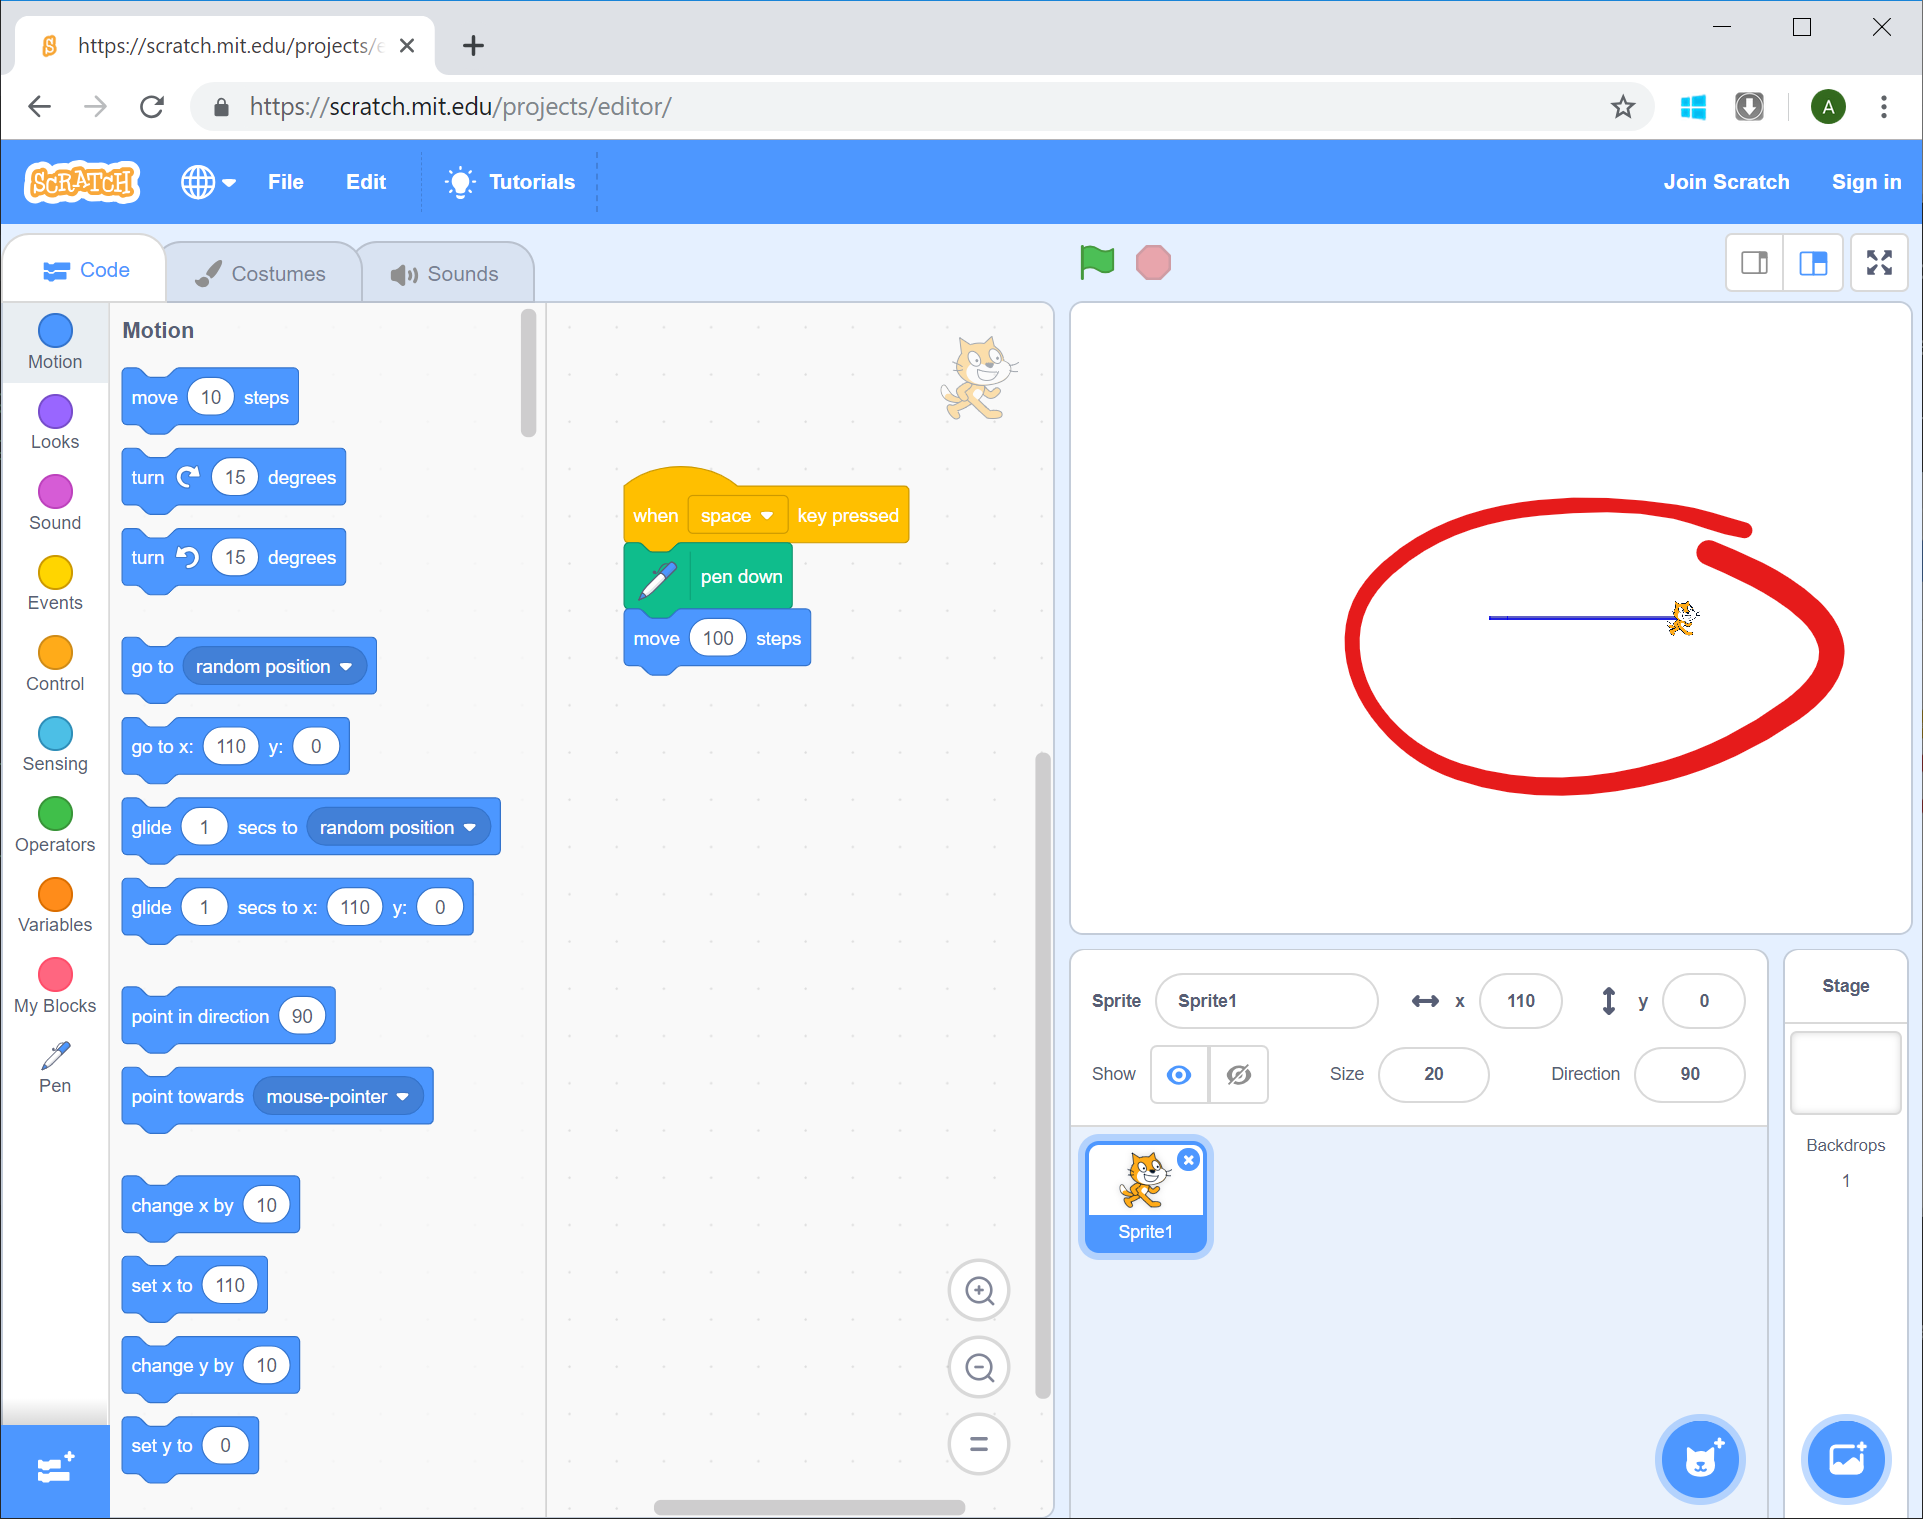 https://scratch.mit.edu/projects/e
https://scratch.mit.edu/projects/editor/
A
SCRATCH
File
Edit
Tutorials
Join Scratch
Sign in
Code
Costumes
Sounds
Motion
Looks
Sound
Events
Control
Sensing
Operators
Variables
My Blocks
Pen
Motion
move 10 steps
turn 15 degrees
turn 15 degrees
go to random position
go to x: 110 y: 0
glide 1 secs to random position
glide 1 secs to x: 110 y: 0
point in direction 90
point towards mouse-pointer
change x by 10
set x to 110
change y by 10
set y to 0
when space key pressed
pen down
move 100 steps
Sprite Sprite1 x 110 y 0
Show Size 20 Direction 90
Sprite1
Stage
Backdrops
1